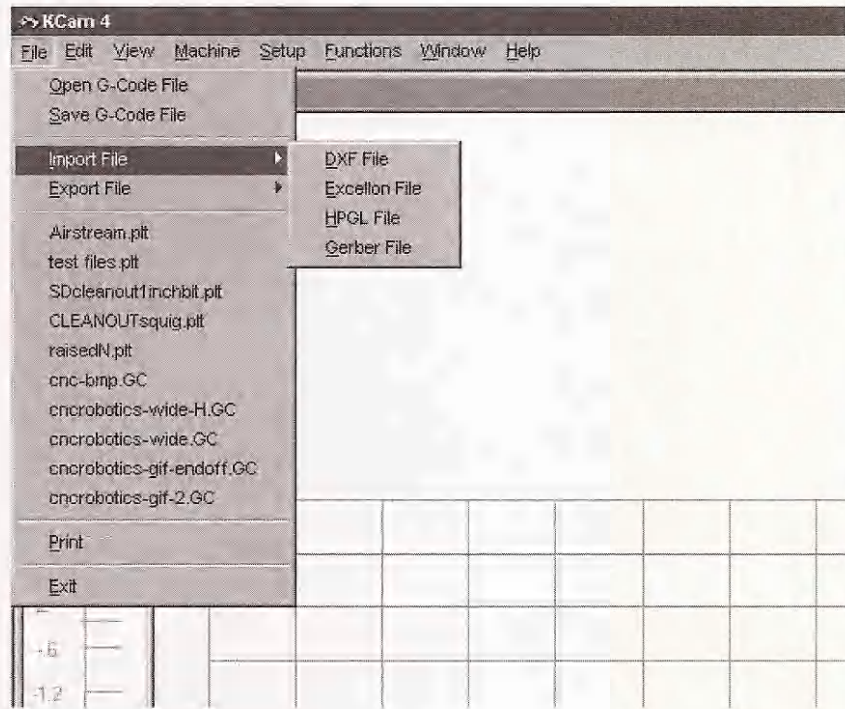 KCam 4
File Edit View Machine Setup Functions Window Help
Open G-Code File
Save G-Code File
Import File
Export File
DXF File
Excellon File
HPGL File
Gerber File
Airstream.plt
test files.plt
SDcleanout1inchbit.plt
CLEANOUTsquig.plt
raisedN.plt
cnc-bmp.GC
cncrobotics-wide-H.GC
cncrobotics-wide.GC
cncrobotics-gif-endoff.GC
cncrobotics-gif-2.GC
Print
Exit
-.6
-1.2